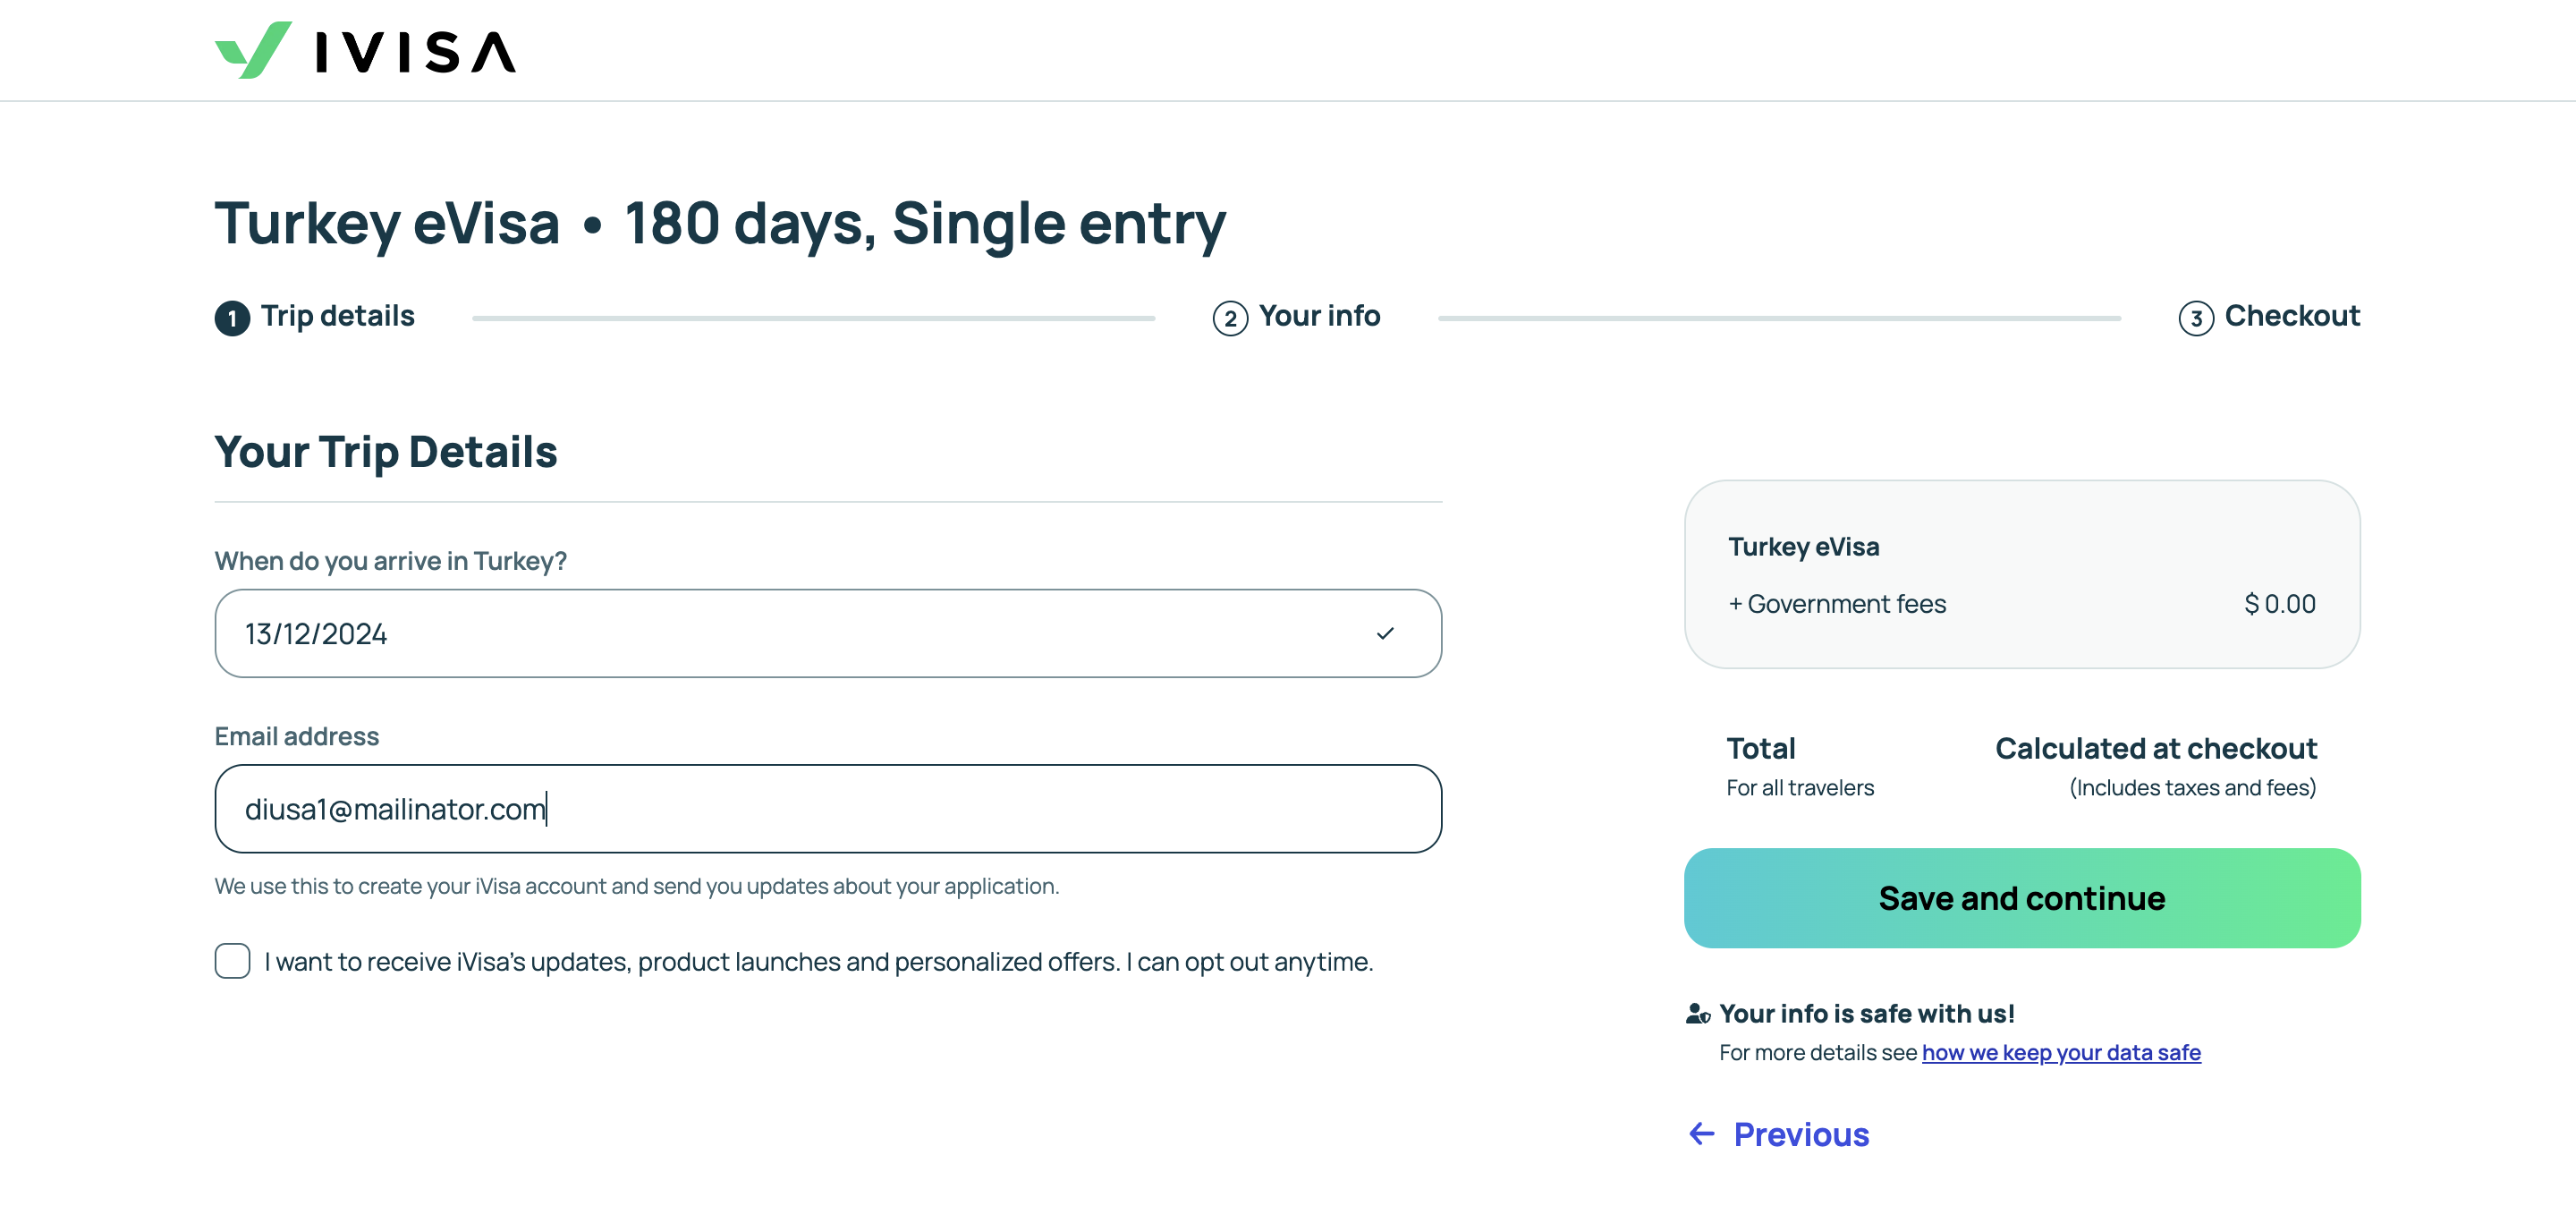 IVISA
Turkey eVisa • 180 days, Single entry
1 Trip details
2 Your info
3 Checkout
Your Trip Details
When do you arrive in Turkey?
13/12/2024
Email address
diusa1@mailinator.com
We use this to create your iVisa account and send you updates about your application.
I want to receive iVisa's updates, product launches and personalized offers. I can opt out anytime.
Turkey eVisa
+ Government fees $ 0.00
Total Calculated at checkout
For all travelers (Includes taxes and fees)
Save and continue
Your info is safe with us!
For more details see how we keep your data safe
← Previous